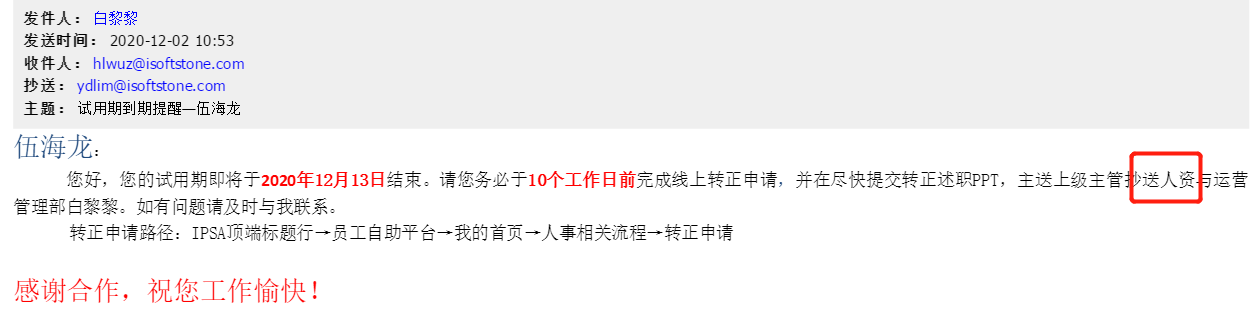 发件人： 白黎黎
发送时间： 2020-12-02 10:53
收件人： hlwuz@isoftstone.com
抄送： ydlim@isoftstone.com
主题： 试用期到期提醒—伍海龙
伍海龙：
您好，您的试用期即将于2020年12月13日结束。请您务必于10个工作日前完成线上转正申请，并在尽快提交转正述职PPT，主送上级主管抄送人资与运营
管理部白黎黎。如有问题请及时与我联系。
转正申请路径：IPSA顶端标题行→员工自助平台→我的首页→人事相关流程→转正申请
感谢合作，祝您工作愉快！